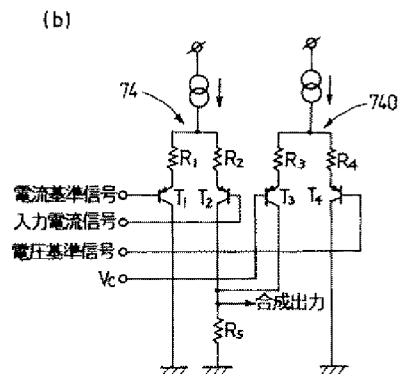 (b)
74
740
R₁
R₂
R₃
R₄
電流基準信号
T₁
T₂
T₃
T₄
入力電流信号
電圧基準信号
Vc
合成出力
R₅